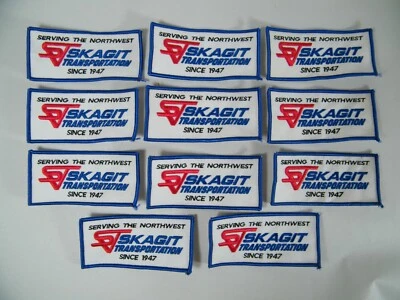 SERVING THE NORTHWEST
SKAGIT
TRANSPORTATION
SINCE 1947
SERVING THE NORTHWEST
SKAGIT
TRANSPORTATION
SINCE 1947
SERVING THE NORTHWEST
SKAGIT
TRANSPORTATION
SINCE 1947
SERVING THE NORTHWEST
SKAGIT
TRANSPORTATION
SINCE 1947
SERVING THE NORTHWEST
SKAGIT
TRANSPORTATION
SINCE 1947
SERVING THE NORTHWEST
SKAGIT
TRANSPORTATION
SINCE 1947
SERVING THE NORTHWEST
SKAGIT
TRANSPORTATION
SINCE 1947
SERVING THE NORTHWEST
SKAGIT
TRANSPORTATION
SINCE 1947
SERVING THE NORTHWEST
SKAGIT
TRANSPORTATION
SINCE 1947
SERVING THE NORTHWEST
SKAGIT
TRANSPORTATION
SINCE 1947
SERVING THE NORTHWEST
SKAGIT
TRANSPORTATION
SINCE 1947